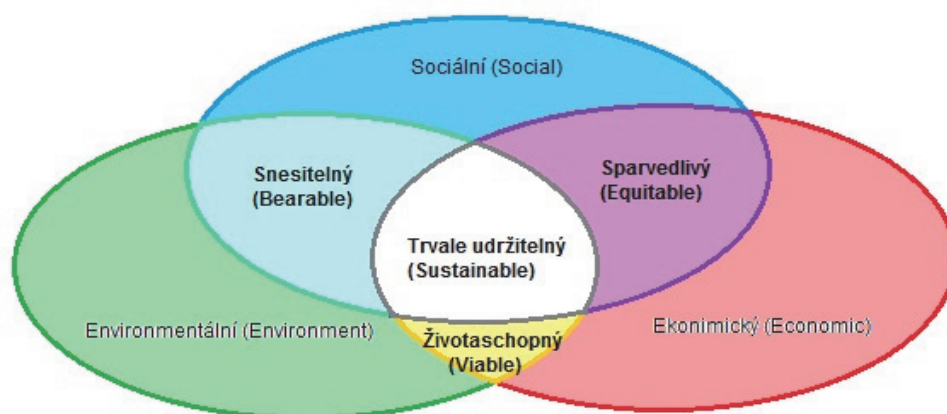 Sociální (Social)
Snesitelný
(Bearable)
Sparvedlivý
(Equitable)
Trvale udržitelný
(Sustainable)
Environmentální (Environment)
Ekonimický (Economic)
Životaschopný
(Viable)